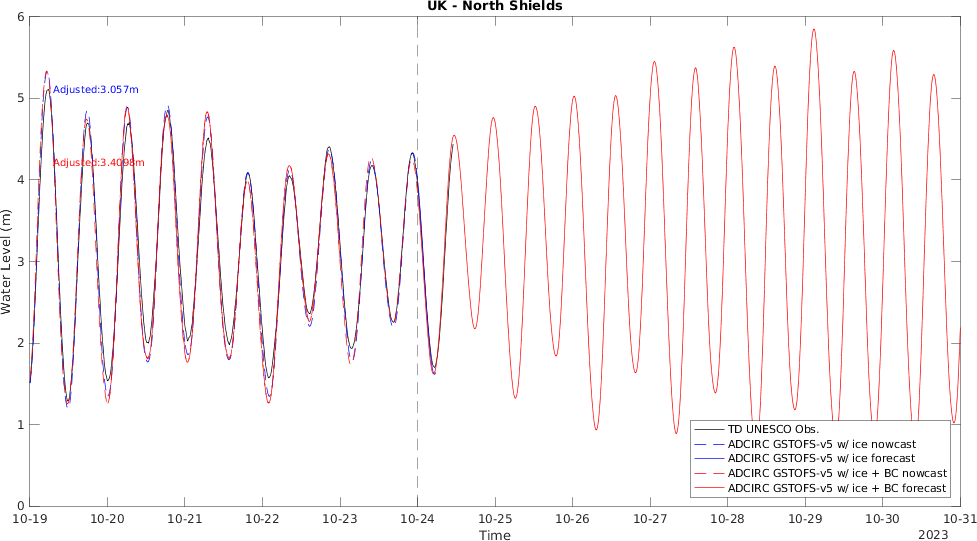 UK - North Shields
6
5
4
3
2
1
0
Water Level (m)
Adjusted:3.057m
Adjusted:3.4098m
TD UNESCO Obs.
ADCIRC GSTOFS-v5 w/ ice nowcast
ADCIRC GSTOFS-v5 w/ ice forecast
ADCIRC GSTOFS-v5 w/ ice + BC nowcast
ADCIRC GSTOFS-v5 w/ ice + BC forecast
10-19 10-20 10-21 10-22 10-23 10-24 10-25 10-26 10-27 10-28 10-29 10-30 10-31
Time
2023